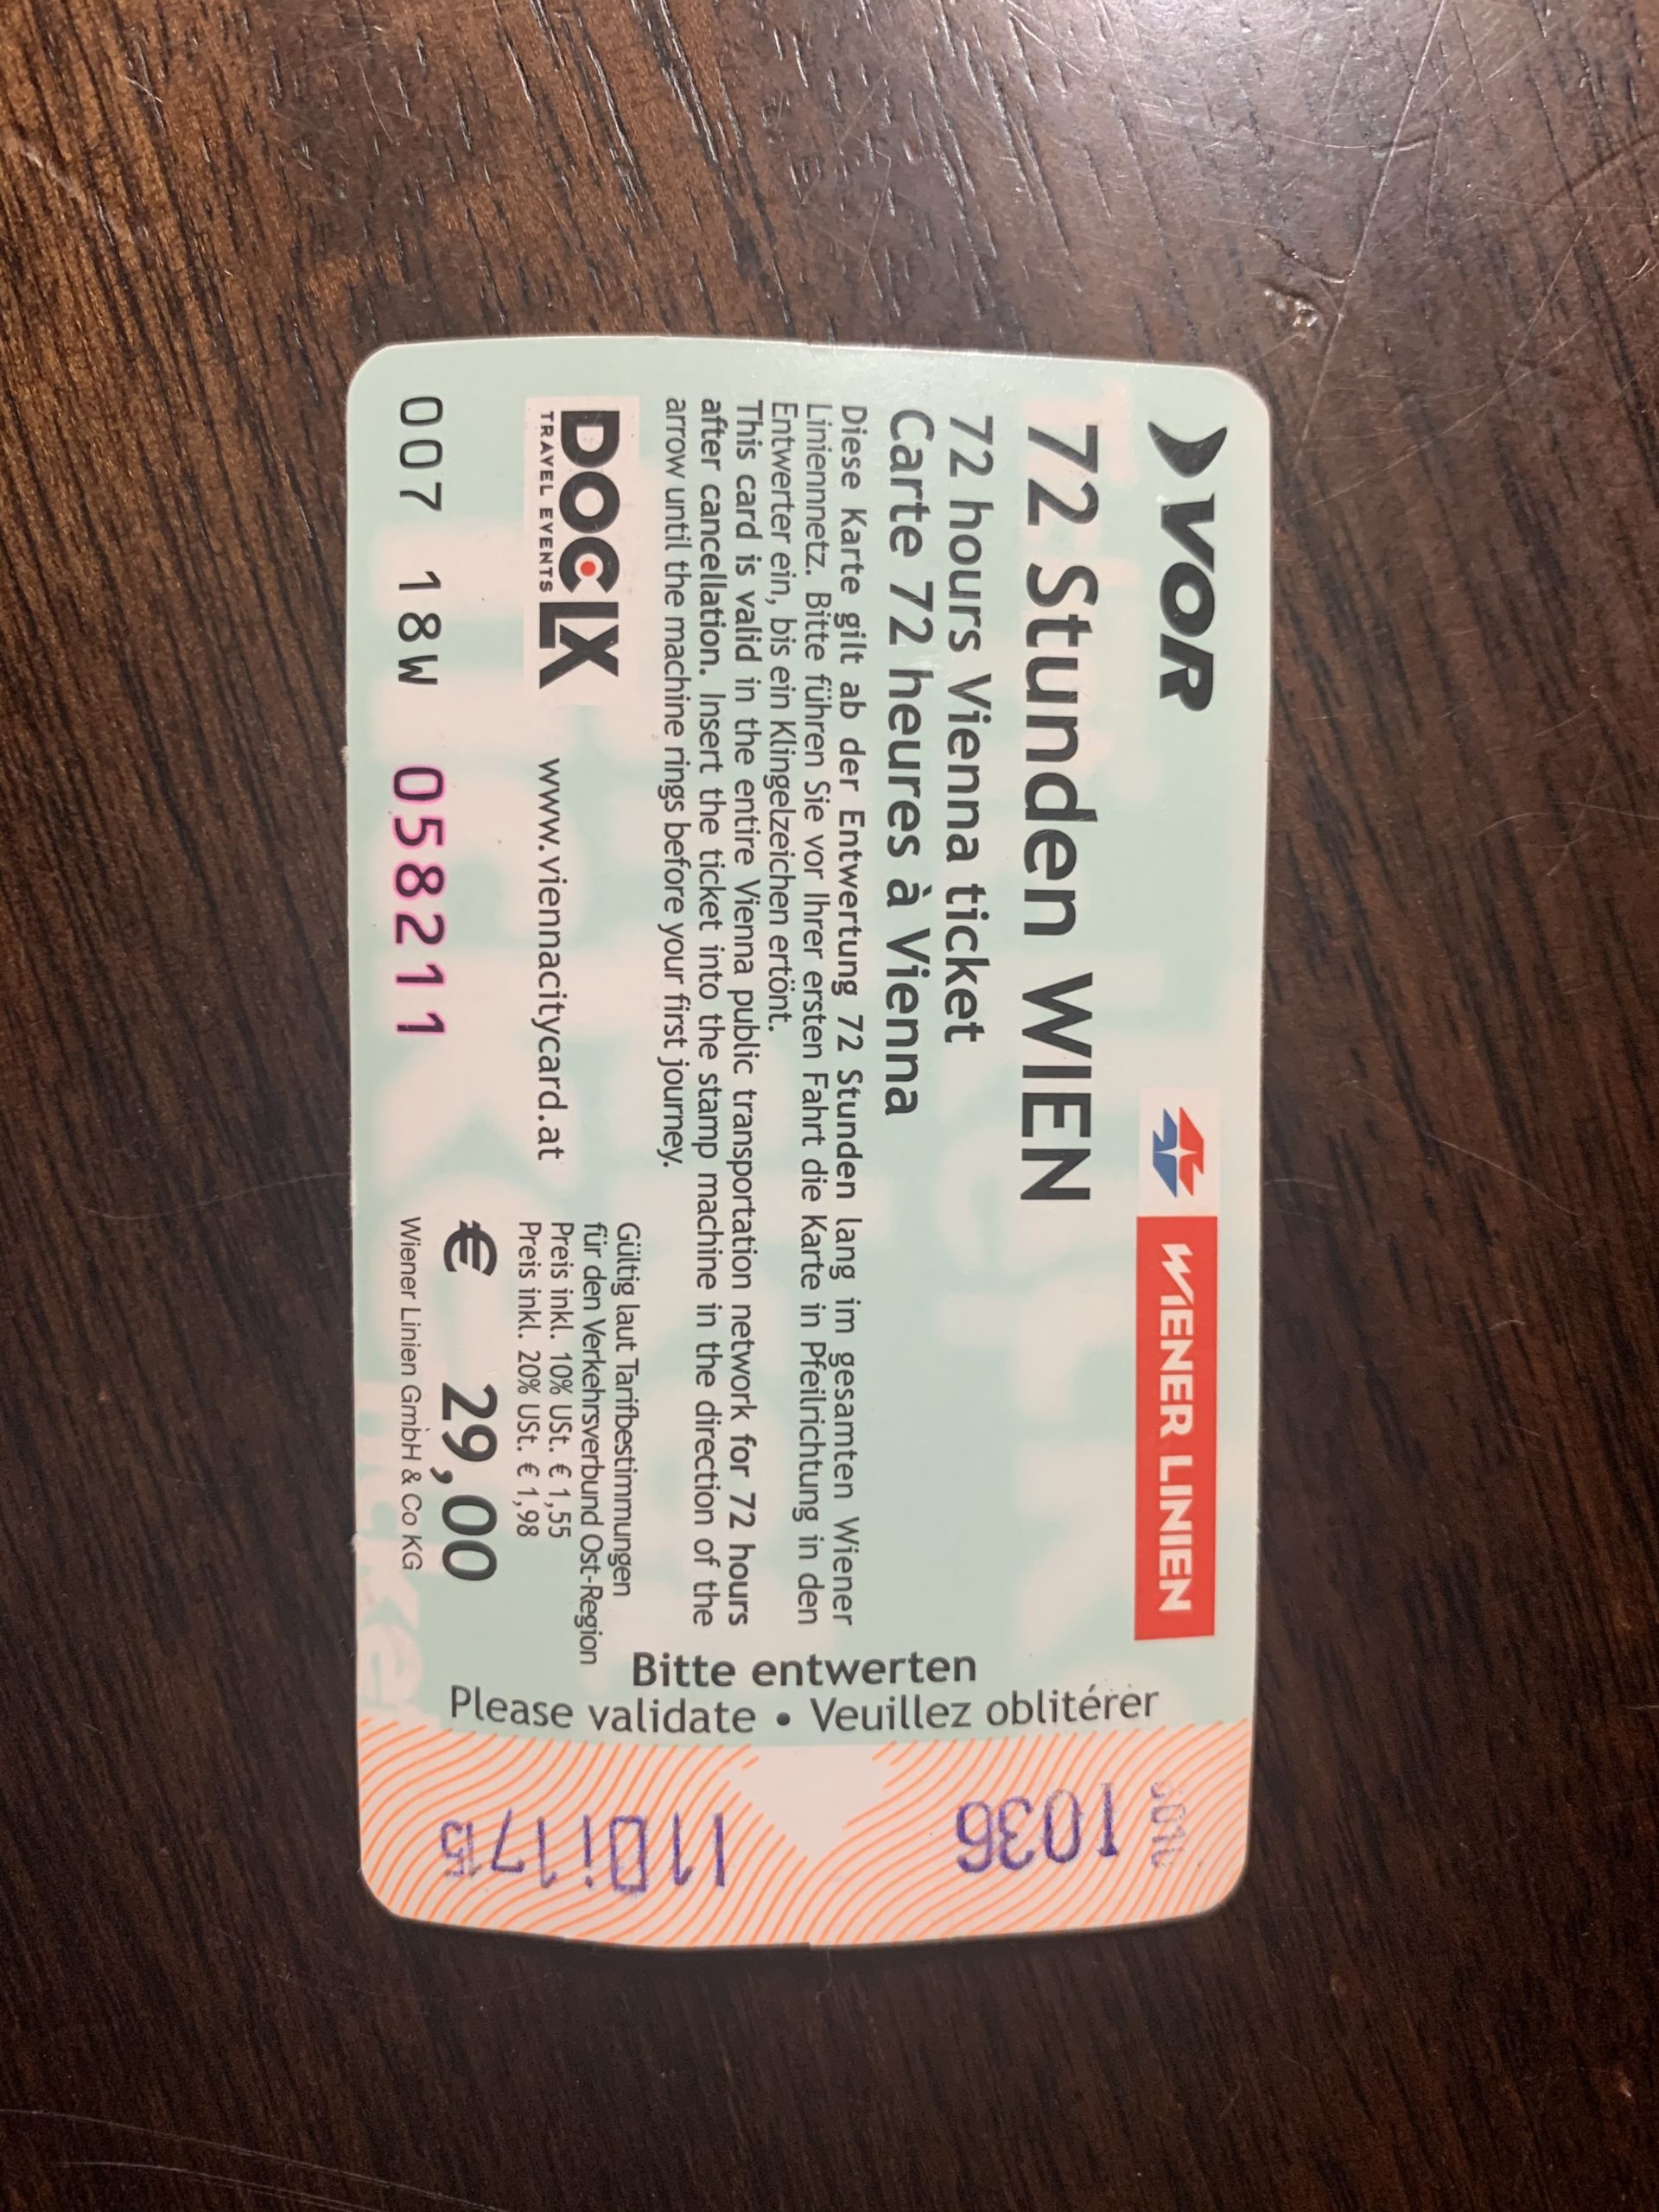 VOR
WIENER LINIEN
72 Stunden WIEN
72 hours Vienna ticket
Carte 72 heures à Vienna
Diese Karte gilt ab der Entwertung 72 Stunden lang im gesamten Wiener
Liniennnetz. Bitte führen Sie vor Ihrer ersten Fahrt die Karte in Pfeilrichtung in den
Entwerter ein, bis ein Klingelzeichen ertönt.
This card is valid in the entire Vienna public transportation network for 72 hours
after cancellation. Insert the ticket into the stamp machine in the direction of the
arrow until the machine rings before your first journey.
DOCLX
TRAVEL EVENTS
www.viennacitycard.at
Gültig laut Tarifbestimmungen
für den Verkehrsverbund Ost-Region
Preis inkl. 10% USt. € 1,55
Preis inkl. 20% USt. € 1,98
€ 29,00
007 18W 058211
Wiener Linien GmbH & Co KG
Bitte entwerten
Please validate • Veuillez oblitérer
1036